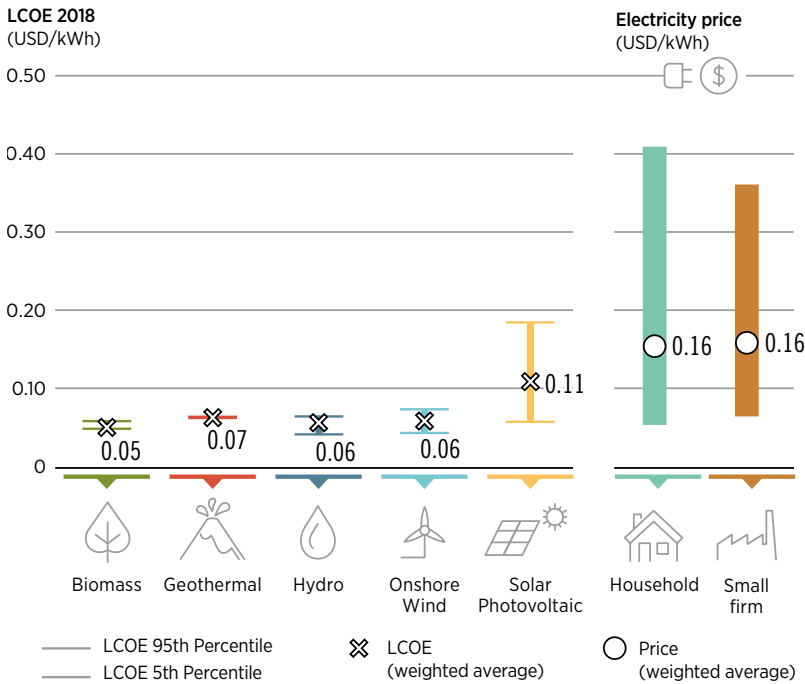 LCOE 2018
(USD/kWh)
Electricity price
(USD/kWh)
$
0.50
0.40
0.30
0.20
0.10
0
0.05
0.07
0.06
0.06
0.11
0.16
0.16
Biomass
Geothermal
Hydro
Onshore
Wind
Solar
Photovoltaic
Household
Small
firm
LCOE 95th Percentile
LCOE 5th Percentile
LCOE
(weighted average)
Price
(weighted average)